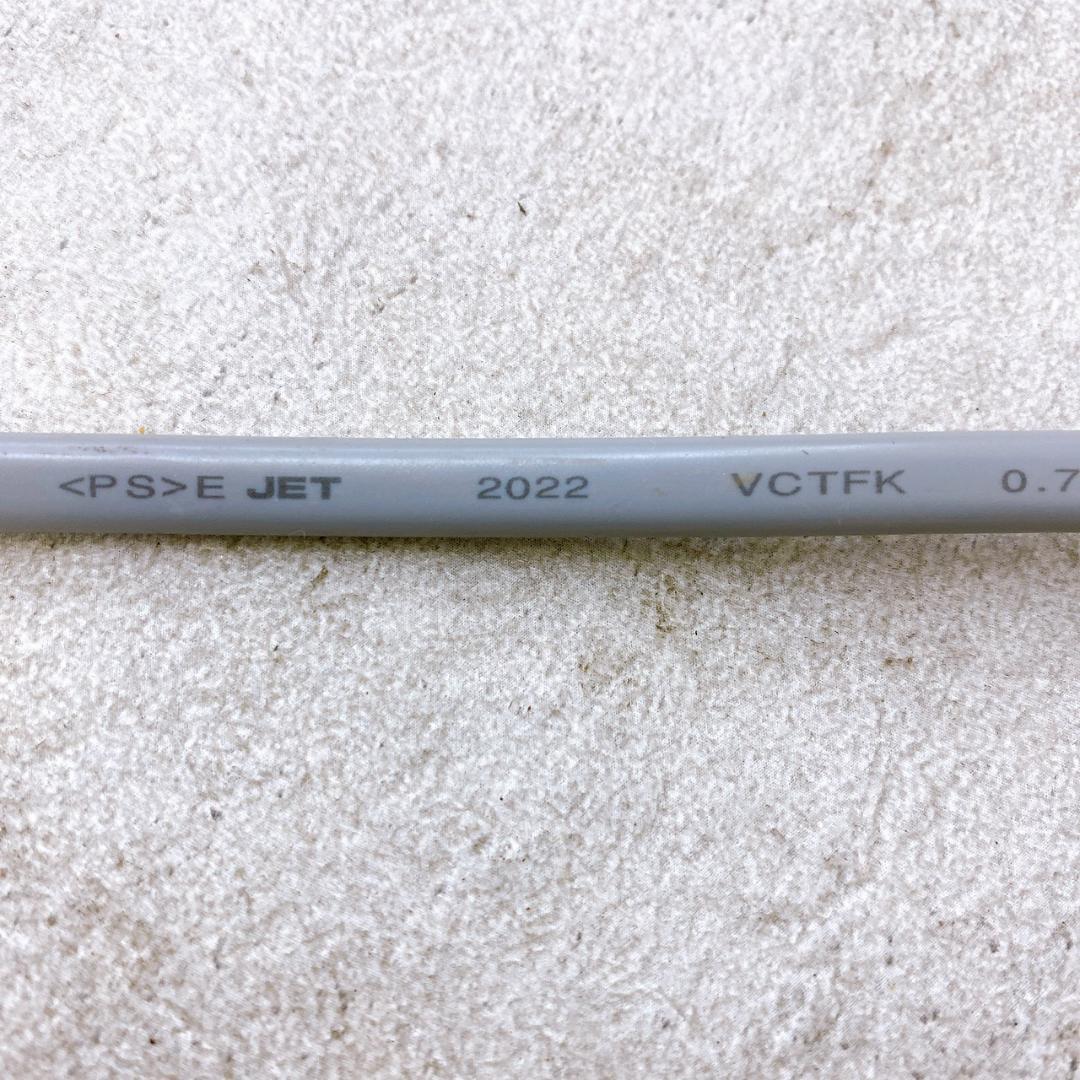 <PS>E JET 2022 VCTFK 0.7